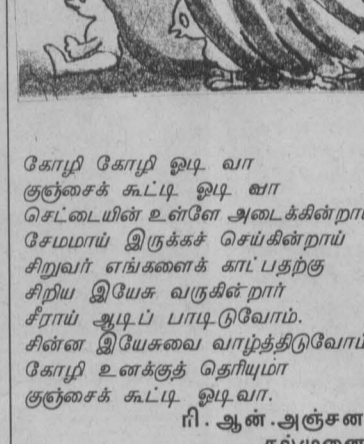 கோழி கோழி ஓடி வா
குஞ்சைக் கூட்டி ஓடி வா
செட்டையின் உள்ளே அடைக்கின்றாய்
சேமமாய் இருக்கச் செய்கின்றாய்
சிறுவர் எங்களைக் காட்பதற்கு
சிறிய இயேசு வருகின்றார்
சீராய் ஆடிப் பாடிடுவோம்.
சின்ன இயேசுவை வாழ்த்திடுவோம்
கோழி உனக்குத் தெரியுமா
குஞ்சைக் கூட்டி ஓடிவா.
ரி. ஆன். அஞ்சனா